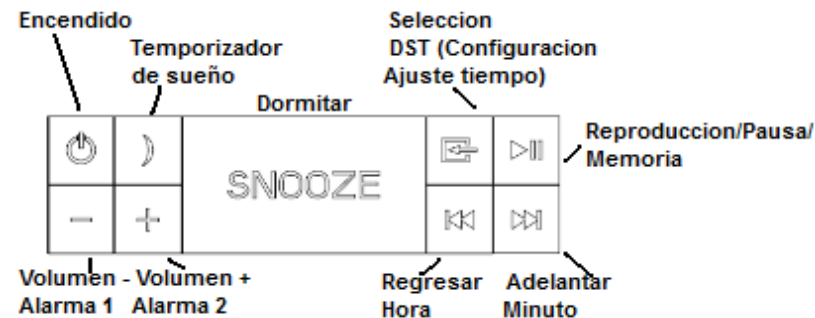 Encendido
Seleccion
DST (Configuracion
Ajuste tiempo)
Temporizador
de sueño
Dormitar
SNOOZE
Reproduccion/Pausa/
Memoria
Volumen - Volumen +
Alarma 1 Alarma 2
Regresar
Hora
Adelantar
Minuto